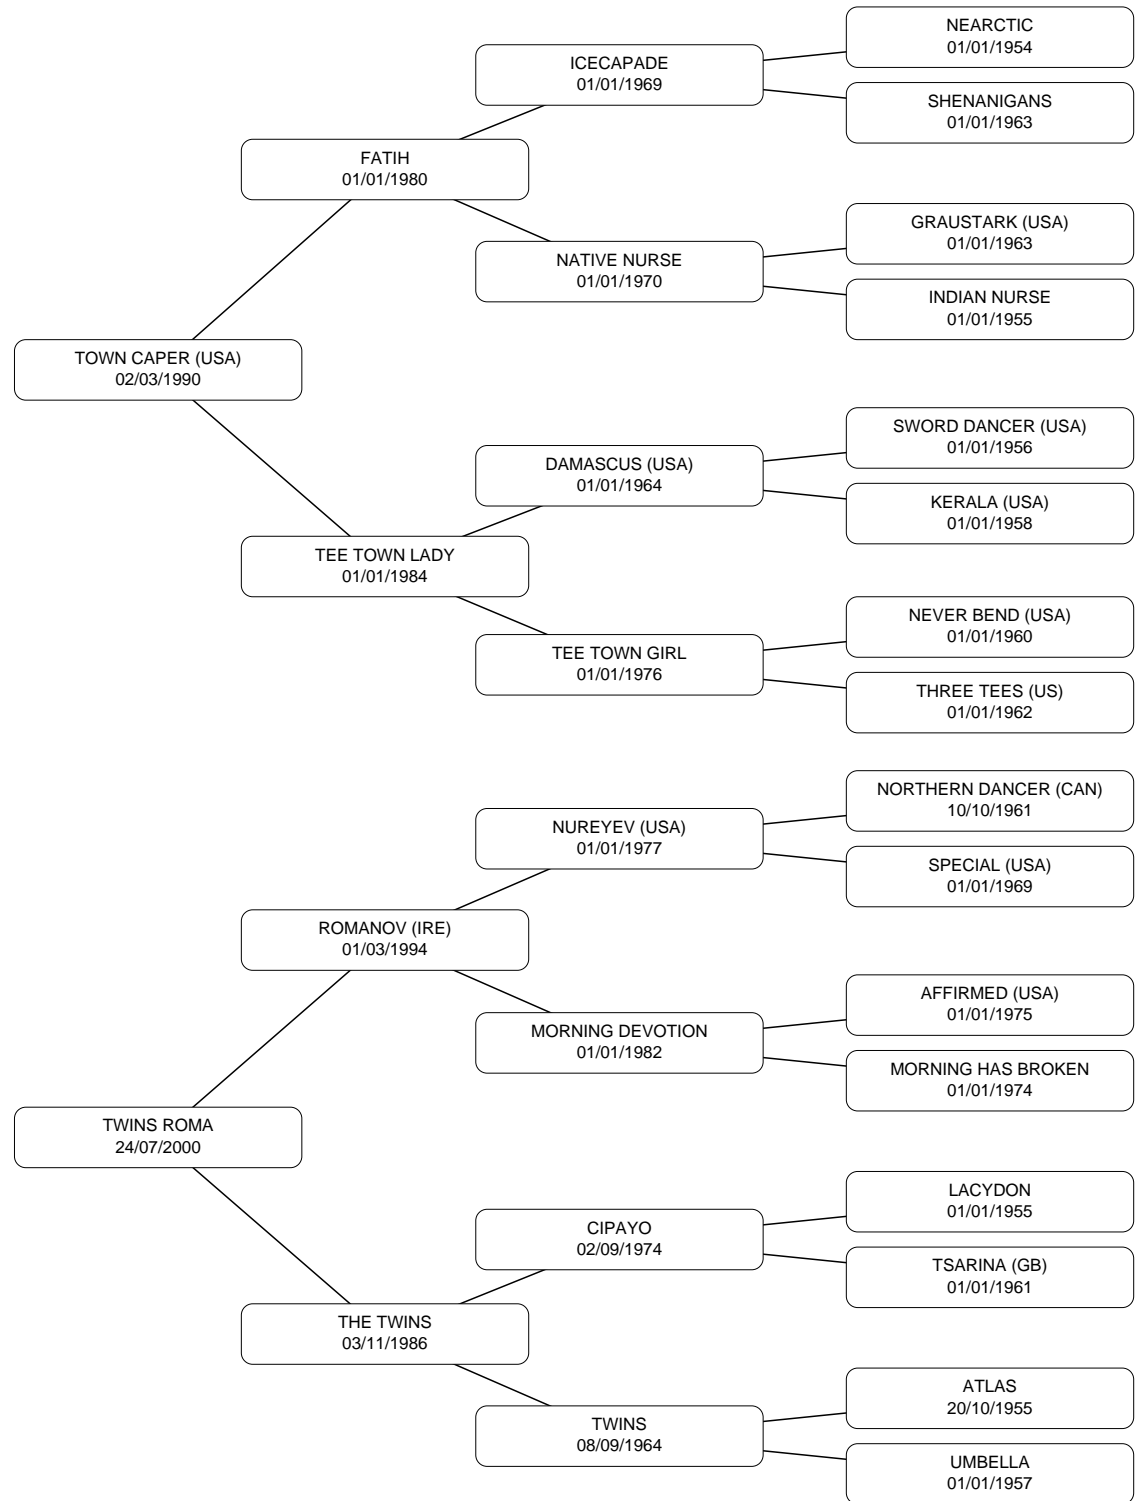 NEARCTIC
01/01/1954
ICECAPADE
01/01/1969
SHENANIGANS
01/01/1963
FATIH
01/01/1980
GRAUSTARK (USA)
01/01/1963
NATIVE NURSE
01/01/1970
INDIAN NURSE
01/01/1955
TOWN CAPER (USA)
02/03/1990
SWORD DANCER (USA)
01/01/1956
DAMASCUS (USA)
01/01/1964
KERALA (USA)
01/01/1958
TEE TOWN LADY
01/01/1984
NEVER BEND (USA)
01/01/1960
TEE TOWN GIRL
01/01/1976
THREE TEES (US)
01/01/1962
NORTHERN DANCER (CAN)
10/10/1961
NUREYEV (USA)
01/01/1977
SPECIAL (USA)
01/01/1969
ROMANOV (IRE)
01/03/1994
AFFIRMED (USA)
01/01/1975
MORNING DEVOTION
01/01/1982
MORNING HAS BROKEN
01/01/1974
TWINS ROMA
24/07/2000
LACYDON
01/01/1955
CIPAYO
02/09/1974
TSARINA (GB)
01/01/1961
THE TWINS
03/11/1986
ATLAS
20/10/1955
TWINS
08/09/1964
UMBELLA
01/01/1957